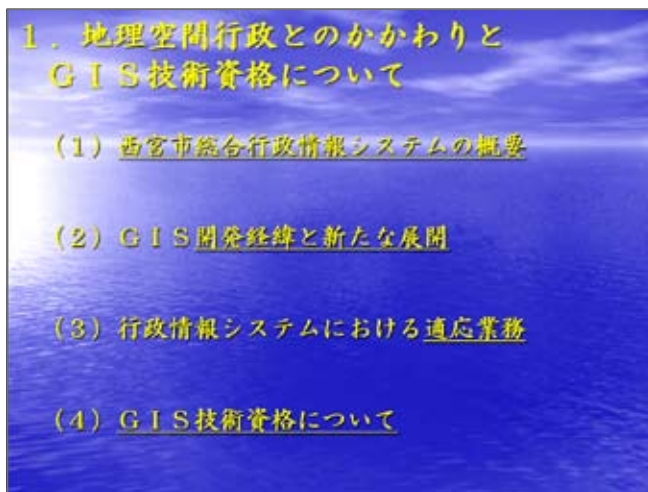 １．地理空間行政とのかかわりと
ＧＩＳ技術資格について
（１）西宮市総合行政情報システムの概要
（２）ＧＩＳ開発経緯と新たな展開
（３）行政情報システムにおける適応業務
（４）ＧＩＳ技術資格について